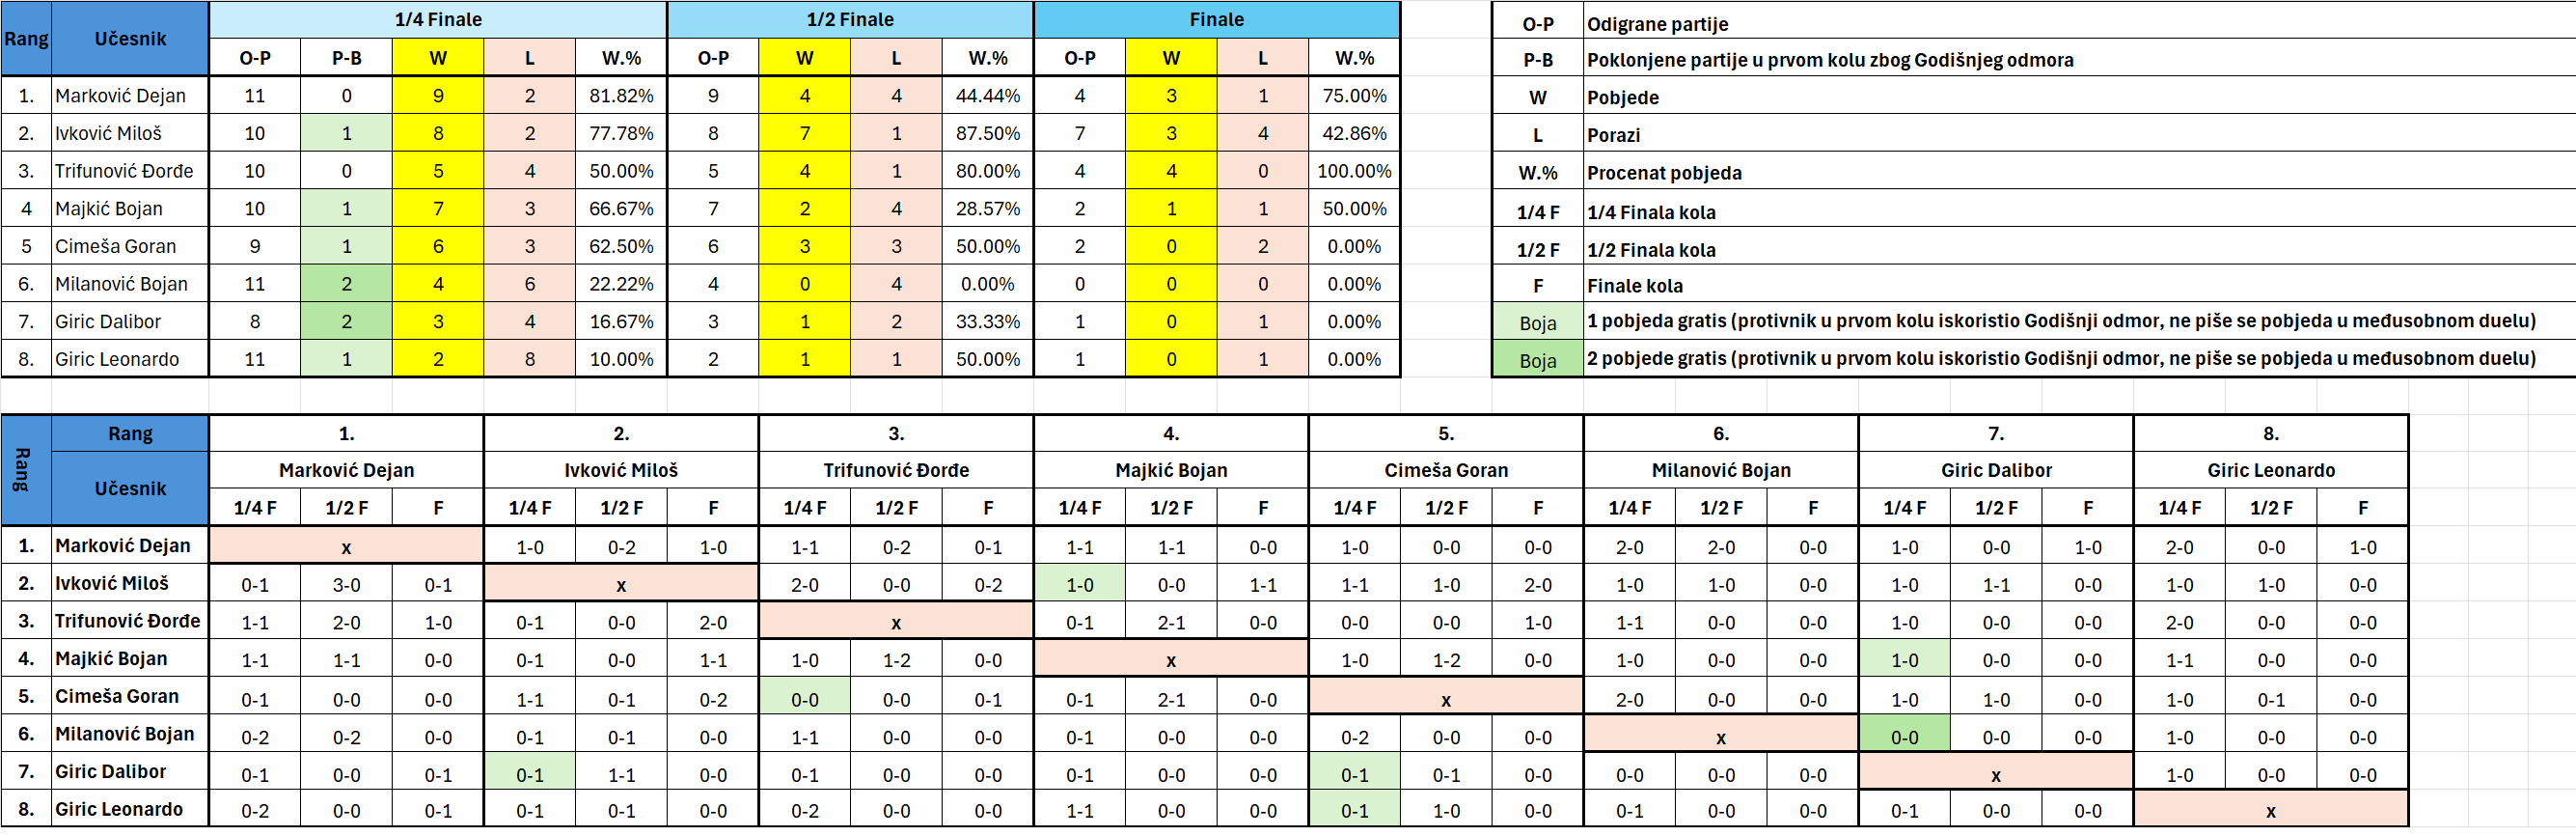 Rang Učesnik 1/4 Finale 1/2 Finale Finale
O-P P-B W L W.% O-P W L W.% O-P W L W.%
1. Marković Dejan 11 0 9 2 81.82% 9 4 4 44.44% 4 3 1 75.00%
2. Ivković Miloš 10 1 8 2 77.78% 8 7 1 87.50% 7 3 4 42.86%
3. Trifunović Đorđe 10 0 5 4 50.00% 5 4 1 80.00% 4 4 0 100.00%
4 Majkić Bojan 10 1 7 3 66.67% 7 2 4 28.57% 2 1 1 50.00%
5 Cimeša Goran 9 1 6 3 62.50% 6 3 3 50.00% 2 0 2 0.00%
6. Milanović Bojan 11 2 4 6 22.22% 4 0 4 0.00% 0 0 0 0.00%
7. Giric Dalibor 8 2 3 4 16.67% 3 1 2 33.33% 1 0 1 0.00%
8. Giric Leonardo 11 1 2 8 10.00% 2 1 1 50.00% 1 0 1 0.00%
O-P Odigrane partije
P-B Poklonjene partije u prvom kolu zbog Godišnjeg odmora
W Pobjede
L Porazi
W.% Procenat pobjeda
1/4 F 1/4 Finala kola
1/2 F 1/2 Finala kola
F Finale kola
Boja 1 pobjeda gratis (protivnik u prvom kolu iskoristio Godišnji odmor, ne piše se pobjeda u međusobnom duelu)
Boja 2 pobjede gratis (protivnik u prvom kolu iskoristio Godišnji odmor, ne piše se pobjeda u međusobnom duelu)
Rang Rang 1. 2. 3. 4. 5. 6. 7. 8.
Učesnik Marković Dejan Ivković Miloš Trifunović Đorđe Majkić Bojan Cimeša Goran Milanović Bojan Giric Dalibor Giric Leonardo
1/4 F 1/2 F F 1/4 F 1/2 F F 1/4 F 1/2 F F 1/4 F 1/2 F F 1/4 F 1/2 F F 1/4 F 1/2 F F 1/4 F 1/2 F F 1/4 F 1/2 F F
1. Marković Dejan x 1-0 0-2 1-0 1-1 0-2 0-1 1-1 1-1 0-0 1-0 0-0 0-0 2-0 2-0 0-0 1-0 0-0 1-0 2-0 0-0 1-0
2. Ivković Miloš 0-1 3-0 0-1 x 2-0 0-0 0-2 1-0 0-0 1-1 1-1 1-0 2-0 1-0 1-0 0-0 1-0 1-1 0-0 1-0 1-0 0-0
3. Trifunović Đorđe 1-1 2-0 1-0 0-1 0-0 2-0 x 0-1 2-1 0-0 0-0 0-0 1-0 1-1 0-0 0-0 1-0 0-0 0-0 2-0 0-0 0-0
4. Majkić Bojan 1-1 1-1 0-0 0-1 0-0 1-1 1-0 1-2 0-0 x 1-0 1-2 0-0 1-0 0-0 0-0 1-0 0-0 0-0 1-1 0-0 0-0
5. Cimeša Goran 0-1 0-0 0-0 1-1 0-1 0-2 0-0 0-0 0-1 0-1 2-1 0-0 x 2-0 0-0 0-0 1-0 1-0 0-0 1-0 0-1 0-0
6. Milanović Bojan 0-2 0-2 0-0 0-1 0-1 0-0 1-1 0-0 0-0 0-1 0-0 0-0 0-2 0-0 0-0 x 0-0 0-0 0-0 1-0 0-0 0-0
7. Giric Dalibor 0-1 0-0 0-1 0-1 1-1 0-0 0-1 0-0 0-0 0-1 0-0 0-0 0-1 0-1 0-0 0-0 0-0 0-0 x 1-0 0-0 0-0
8. Giric Leonardo 0-2 0-0 0-1 0-1 0-1 0-0 0-2 0-0 0-0 1-1 0-0 0-0 0-1 1-0 0-0 0-1 0-0 0-0 0-1 0-0 0-0 x